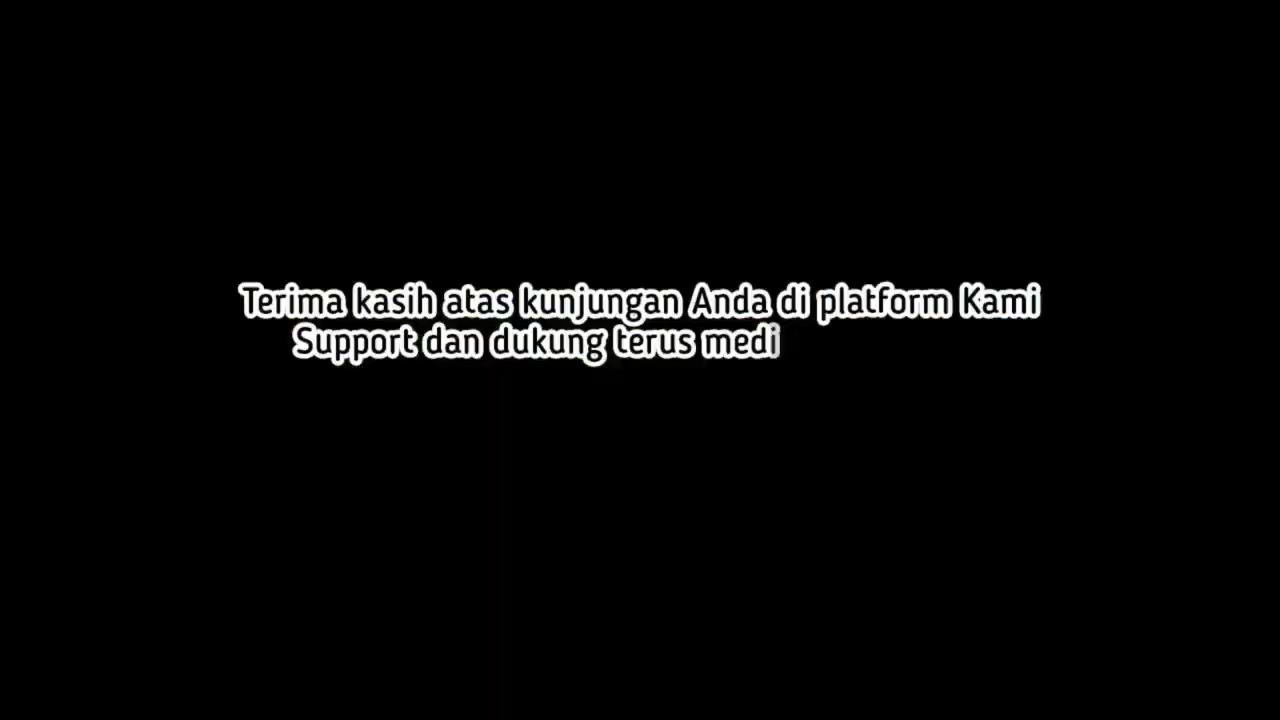 Terima kasih atas kunjungan Anda di platform Kami
Support dan dukung terus medi